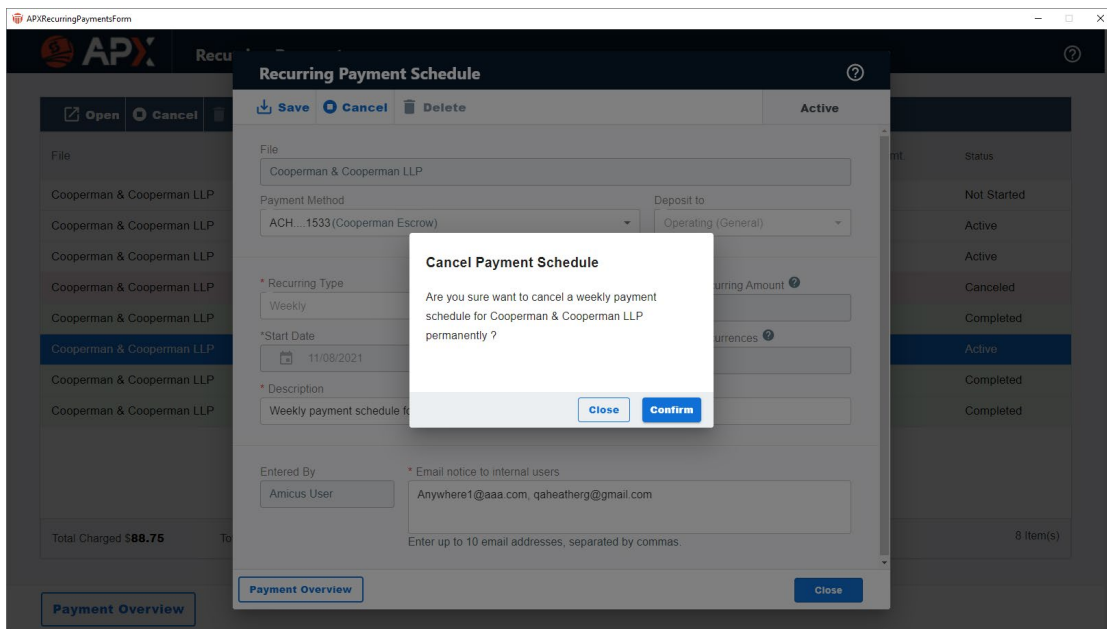 APXRecurringPaymentsForm
APX
Recu
Recurring Payment Schedule
Open
Cancel
Save
Cancel
Delete
Active
File
mt.
Status
File
Cooperman & Cooperman LLP
Cooperman & Cooperman LLP
Not Started
Payment Method
Deposit to
Cooperman & Cooperman LLP
ACH....1533 (Cooperman Escrow)
Operating (General)
Active
Cooperman & Cooperman LLP
Active
Cancel Payment Schedule
Cooperman & Cooperman LLP
* Recurring Type
urring Amount
Canceled
Are you sure want to cancel a weekly payment
schedule for Cooperman & Cooperman LLP
permanently ?
Weekly
Cooperman & Cooperman LLP
Completed
*Start Date
urrences
Cooperman & Cooperman LLP
11/08/2021
Active
Cooperman & Cooperman LLP
Completed
* Description
Cooperman & Cooperman LLP
Weekly payment schedule fo
Close
Confirm
Completed
Entered By
* Email notice to internal users
Amicus User
Anywhere1@aaa.com, qaheatherg@gmail.com
Total Charged $88.75
To
8 Item(s)
Enter up to 10 email addresses, separated by commas.
Payment Overview
Close
Payment Overview